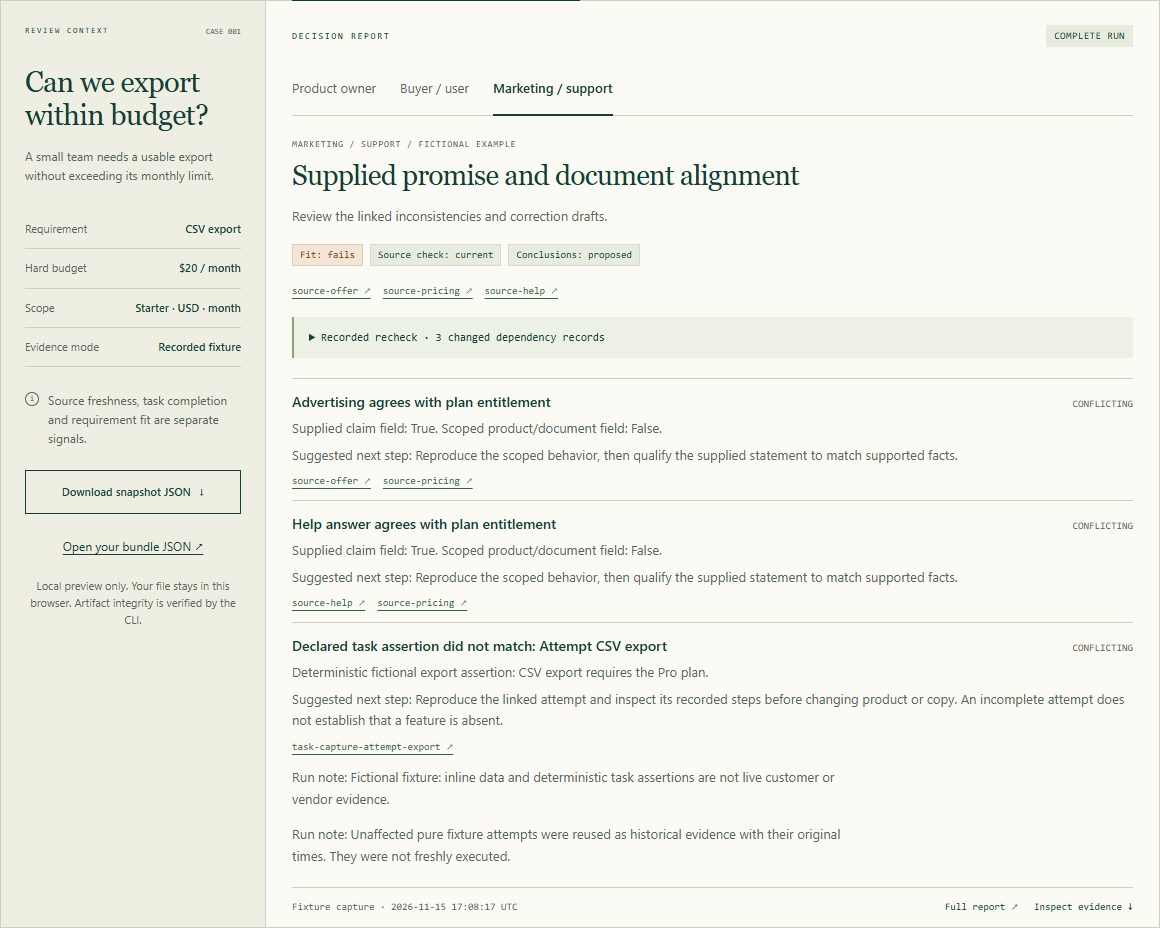 REVIEW CONTEXT
CASE 001
Can we export
within budget?
A small team needs a usable export
without exceeding its monthly limit.
Requirement CSV export
Hard budget $20 / month
Scope Starter · USD · month
Evidence mode Recorded fixture
i Source freshness, task completion
and requirement fit are separate
signals.
Download snapshot JSON ↓
Open your bundle JSON ↗
Local preview only. Your file stays in this
browser. Artifact integrity is verified by the
CLI.
DECISION REPORT
COMPLETE RUN
Product owner Buyer / user Marketing / support
MARKETING / SUPPORT / FICTIONAL EXAMPLE
Supplied promise and document alignment
Review the linked inconsistencies and correction drafts.
Fit: fails Source check: current Conclusions: proposed
source-offer ↗ source-pricing ↗ source-help ↗
▶ Recorded recheck · 3 changed dependency records
Advertising agrees with plan entitlement CONFLICTING
Supplied claim field: True. Scoped product/document field: False.
Suggested next step: Reproduce the scoped behavior, then qualify the supplied statement to match supported facts.
source-offer ↗ source-pricing ↗
Help answer agrees with plan entitlement CONFLICTING
Supplied claim field: True. Scoped product/document field: False.
Suggested next step: Reproduce the scoped behavior, then qualify the supplied statement to match supported facts.
source-help ↗ source-pricing ↗
Declared task assertion did not match: Attempt CSV export CONFLICTING
Deterministic fictional export assertion: CSV export requires the Pro plan.
Suggested next step: Reproduce the linked attempt and inspect its recorded steps before changing product or copy. An incomplete attempt does
not establish that a feature is absent.
task-capture-attempt-export ↗
Run note: Fictional fixture: inline data and deterministic task assertions are not live customer or
vendor evidence.
Run note: Unaffected pure fixture attempts were reused as historical evidence with their original
times. They were not freshly executed.
Fixture capture · 2026-11-15 17:08:17 UTC
Full report ↗ Inspect evidence ↓